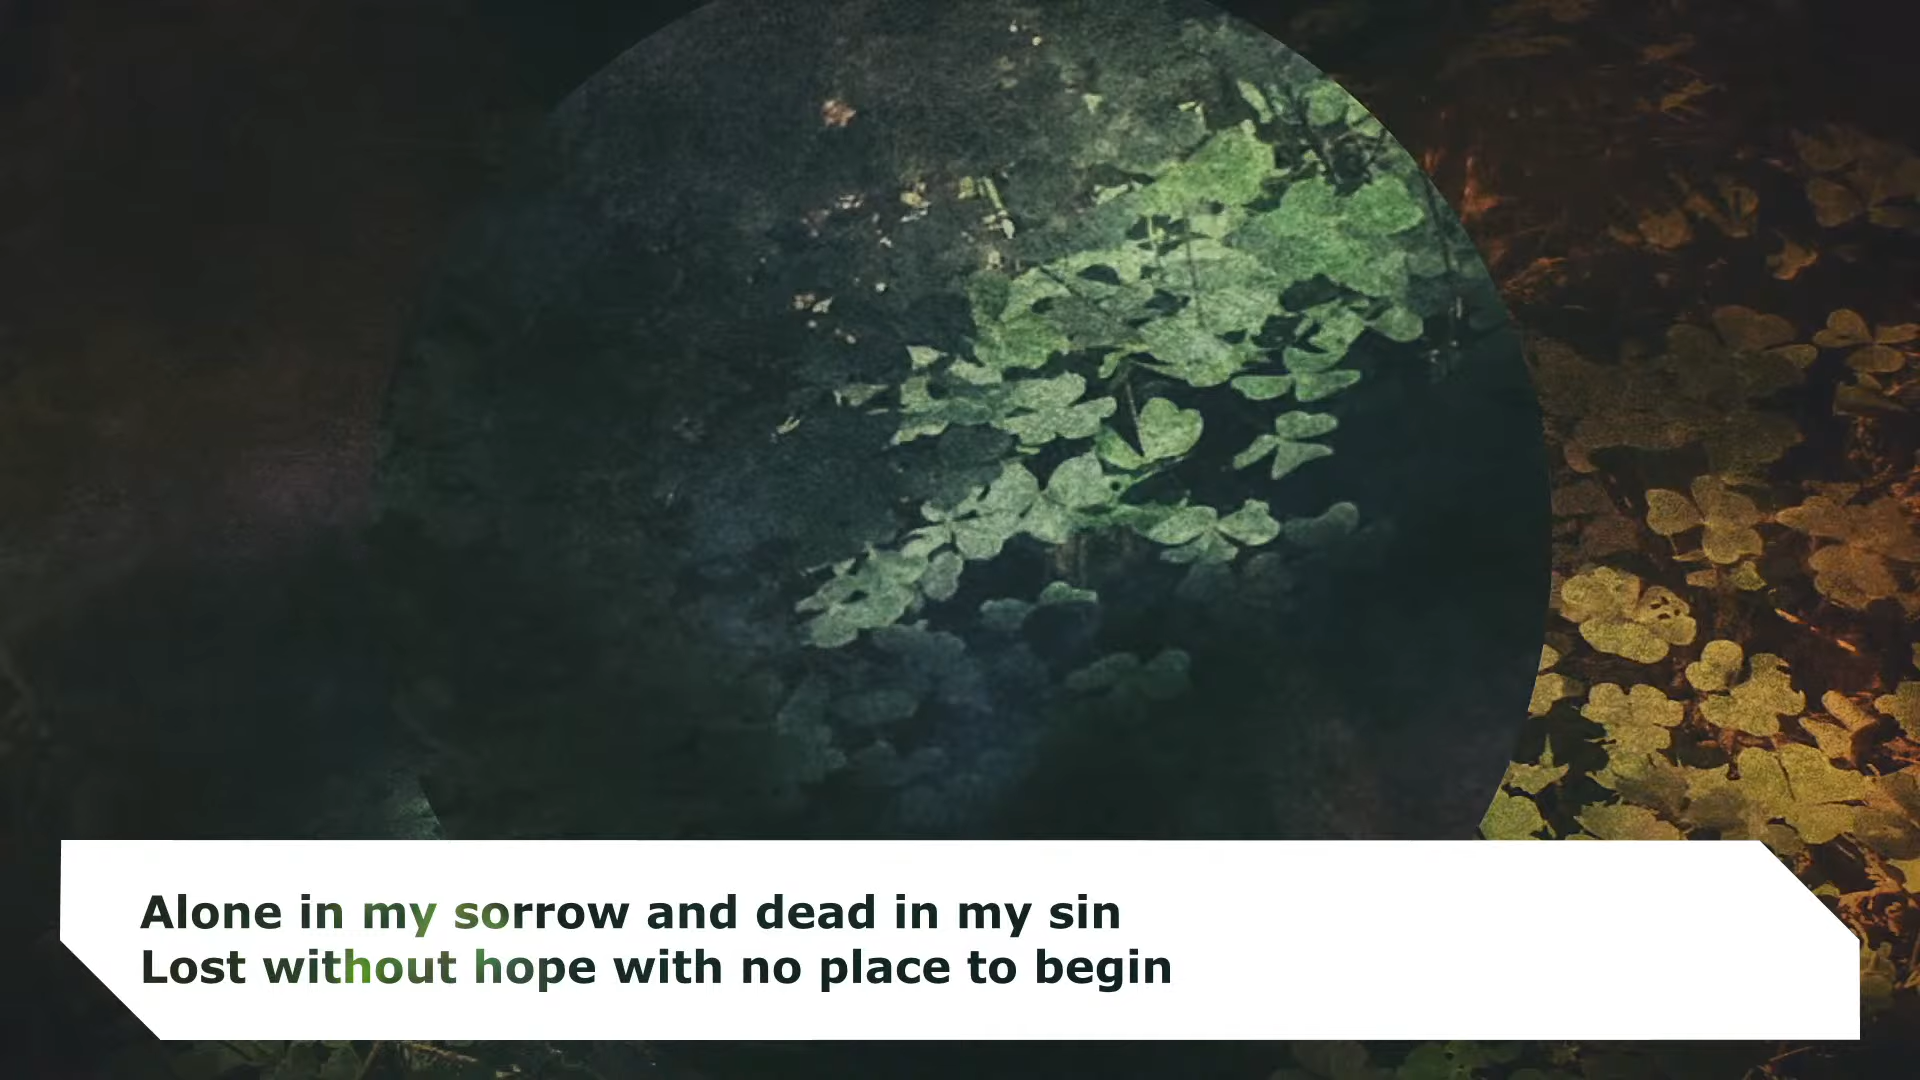 Alone in my sorrow and dead in my sin
Lost without hope with no place to begin